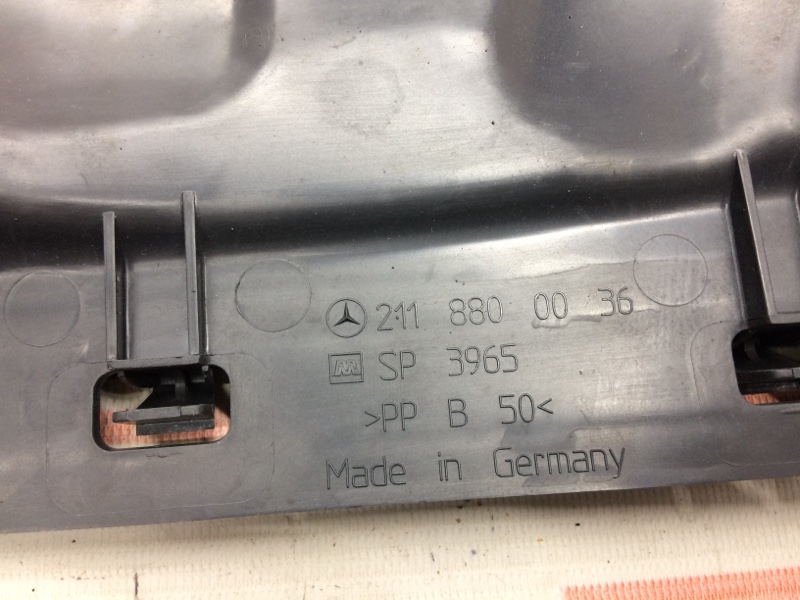 211 880 00 36
SP 3965
>PP B 50<
Made in Germany